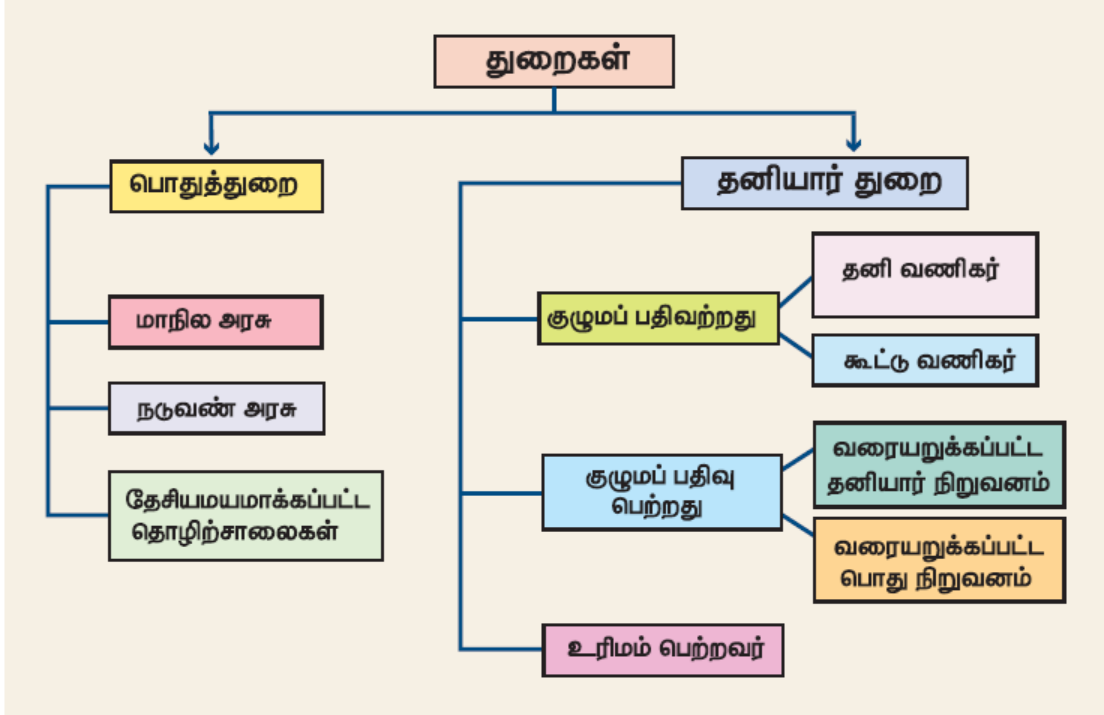 துறைகள்
பொதுத்துறை
மாநில அரசு
நடுவண் அரசு
தேசியமயமாக்கப்பட்ட
தொழிற்சாலைகள்
தனியார் துறை
குழுமப் பதிவற்றது
தனி வணிகர்
கூட்டு வணிகர்
குழுமப் பதிவு
பெற்றது
வரையறுக்கப்பட்ட
தனியார் நிறுவனம்
வரையறுக்கப்பட்ட
பொது நிறுவனம்
உரிமம் பெற்றவர்